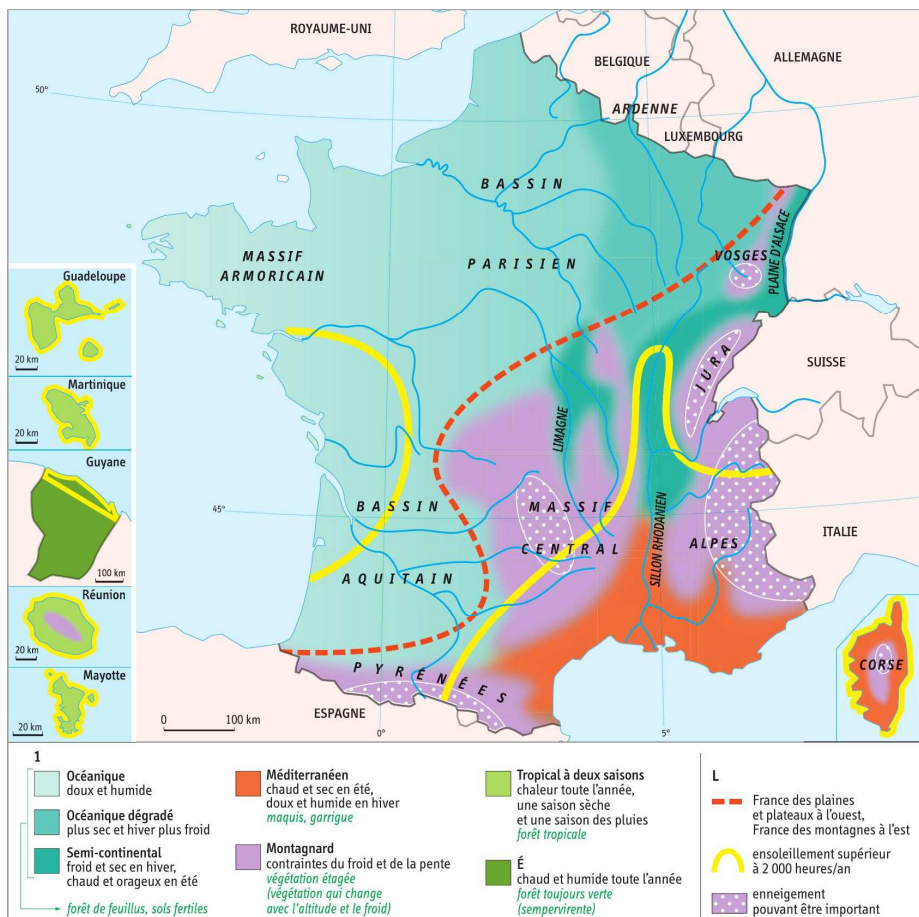 ROYAUME-UNI
BELGIQUE
ALLEMAGNE
50°
ARDENNE
LUXEMBOURG
BASSIN
PARISIEN
MASSIF
ARMORICAIN
VOSGES
PLAINE D'ALSACE
JURA
SUISSE
LIMAGNE
MASSIF
CENTRAL
45°
BASSIN
AQUITAIN
SILLON RHODANIEN
ALPES
ITALIE
PYRÉNÉES
ESPAGNE
CORSE
0 100 km
0°
5°
Guadeloupe
20 km
Martinique
20 km
Guyane
100 km
Réunion
20 km
Mayotte
20 km
1
Océanique
doux et humide
Océanique dégradé
plus sec et hiver plus froid
Semi-continental
froid et sec en hiver,
chaud et orageux en été
forêt de feuillus, sols fertiles
Méditerranéen
chaud et sec en été,
doux et humide en hiver
maquis, garrigue
Montagnard
contraintes du froid et de la pente
végétation étagée
(végétation qui change
avec l'altitude et le froid)
Tropical à deux saisons
chaleur toute l'année,
une saison sèche
et une saison des pluies
forêt tropicale
É
chaud et humide toute l'année
forêt toujours verte
(sempervirente)
L
France des plaines
et plateaux à l'ouest,
France des montagnes à l'est
ensoleillement supérieur
à 2 000 heures/an
enneigement
pouvant être important